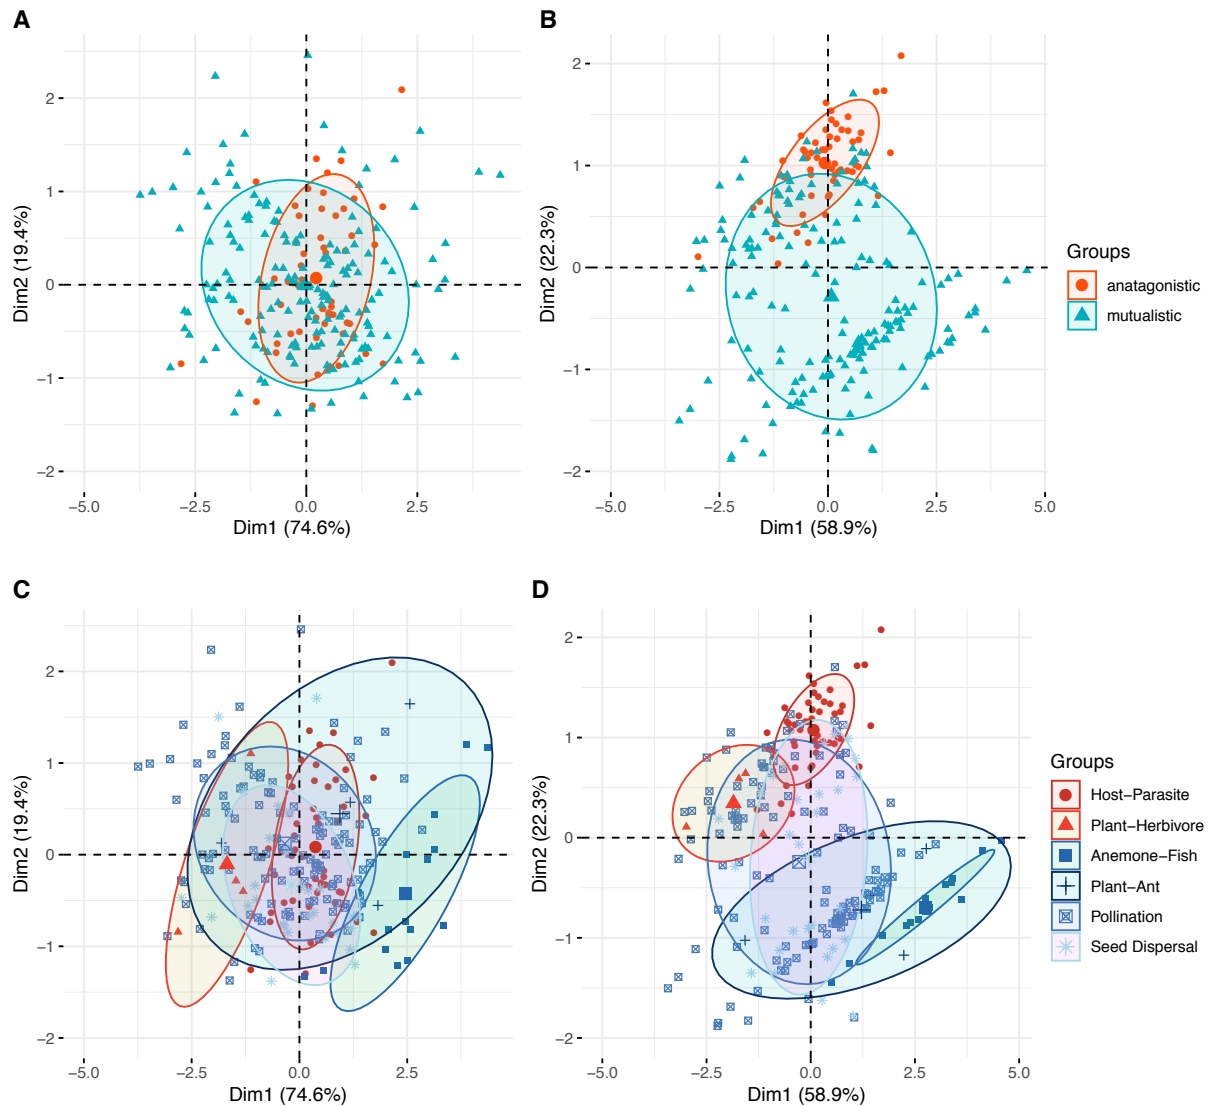 A
B
2
1
0
−1
−2
Dim2 (19.4%)
−5.0
−2.5
0.0
2.5
Dim1 (74.6%)
2
1
0
−1
−2
Dim2 (22.3%)
−5.0
−2.5
0.0
2.5
5.0
Dim1 (58.9%)
Groups
anatagonistic
mutualistic
C
D
2
1
0
−1
−2
Dim2 (19.4%)
−5.0
−2.5
0.0
2.5
Dim1 (74.6%)
2
1
0
−1
−2
Dim2 (22.3%)
−5.0
−2.5
0.0
2.5
5.0
Dim1 (58.9%)
Groups
Host−Parasite
Plant−Herbivore
Anemone−Fish
Plant−Ant
Pollination
Seed Dispersal